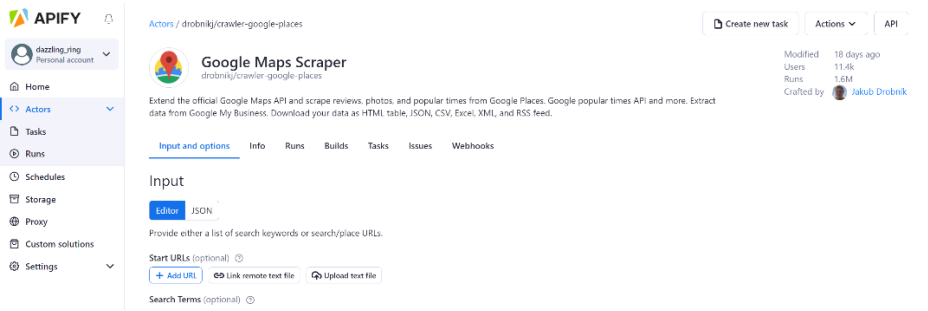 APIFY
dazzling_ring
Personal account
Home
Actors
Tasks
Runs
Schedules
Storage
Proxy
Custom solutions
Settings
Actors / drobnikj/crawler-google-places
Create new task
Actions
API
Google Maps Scraper
drobnikj/crawler-google-places
Modified 18 days ago
Users 11.4k
Runs 1.6M
Crafted by Jakub Drobník
Extend the official Google Maps API and scrape reviews, photos, and popular times from Google Places. Google popular times API and more. Extract
data from Google My Business. Download your data as HTML table, JSON, CSV, Excel, XML, and RSS feed.
Input and options Info Runs Builds Tasks Issues Webhooks
Input
Editor JSON
Provide either a list of search keywords or search/place URLs.
Start URLs (optional)
+ Add URL Link remote text file Upload text file
Search Terms (optional)